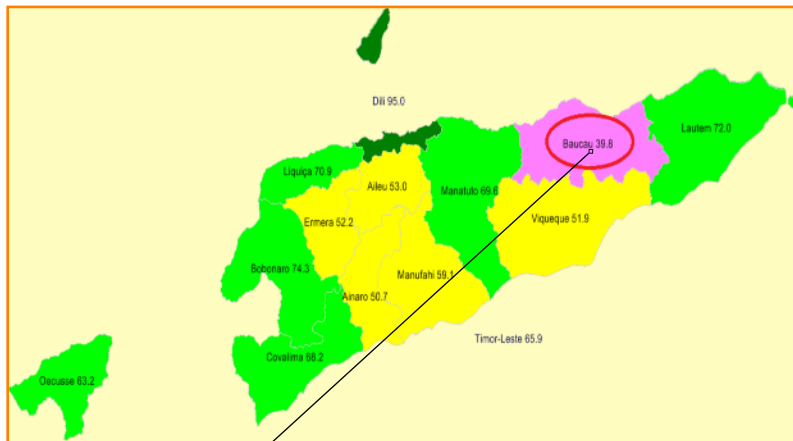 Dili 95.0
Lautem 72.0
Baucau 39.8
Liquiça 70.9
Aileu 53.0
Manatuto 69.6
Ermera 52.2
Viqueque 51.9
Bobonaro 74.3
Manufahi 59.1
Ainaro 50.7
Timor-Leste 65.9
Covalima 68.2
Oecusse 63.2